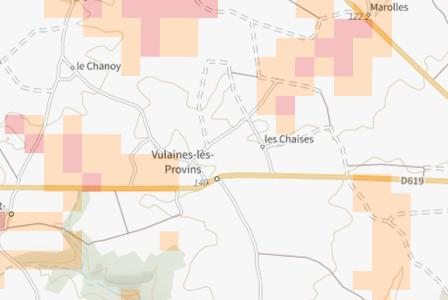 Marolles
122
le Chanoy
les Chaises
Vulaines-lès-
Provins
140
D619
t-